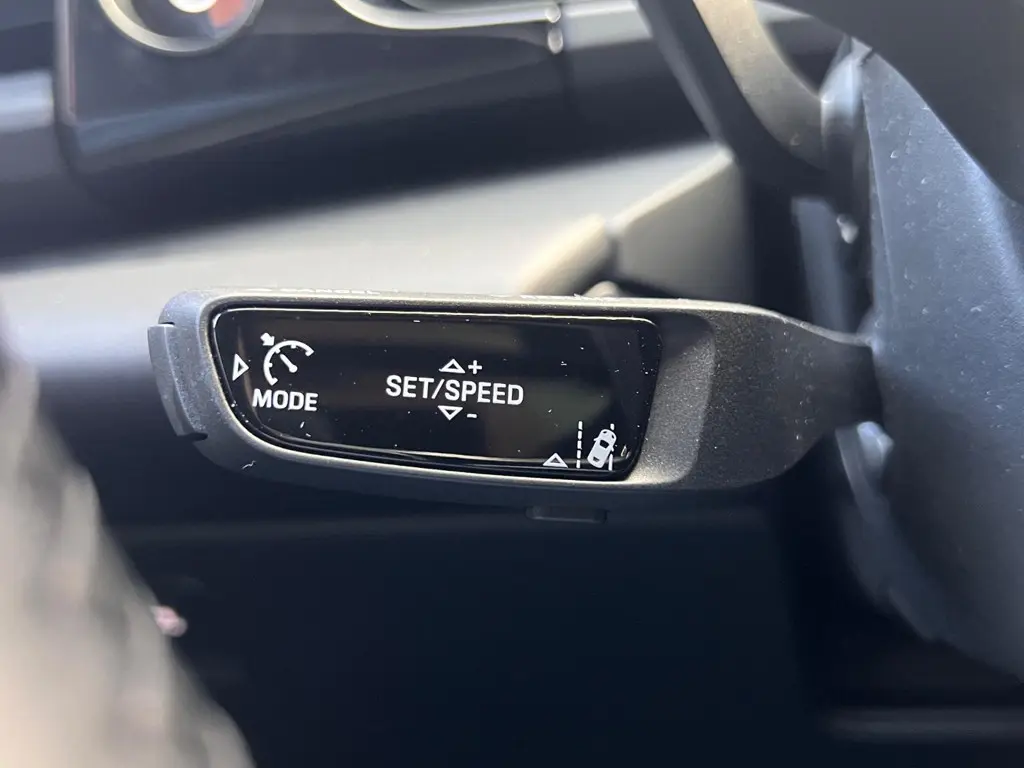 MODE
+
SET/SPEED
-